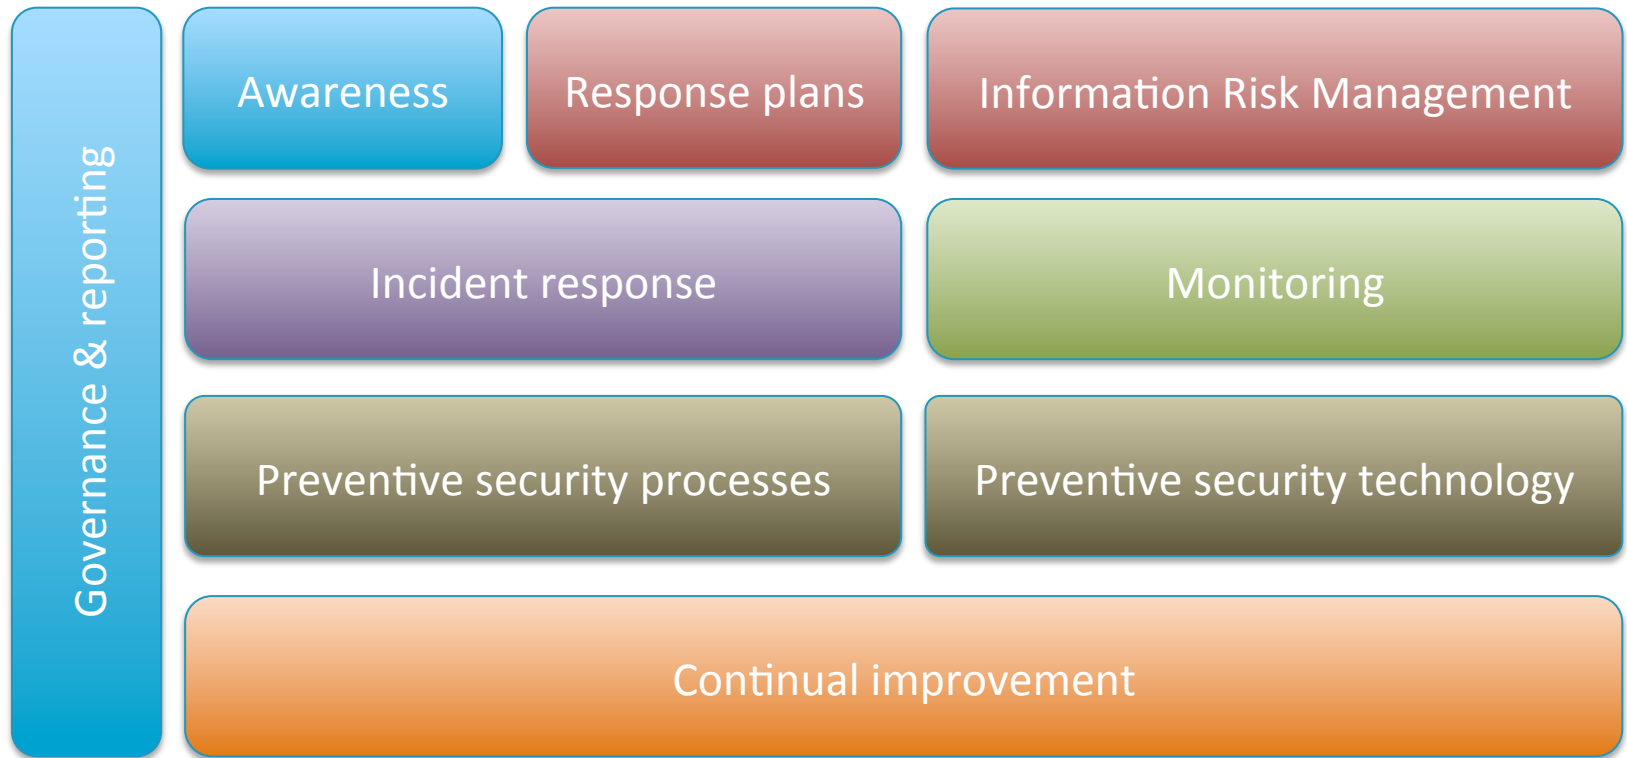 Governance & reporting
Awareness
Response plans
Information Risk Management
Incident response
Monitoring
Preventive security processes
Preventive security technology
Continual improvement